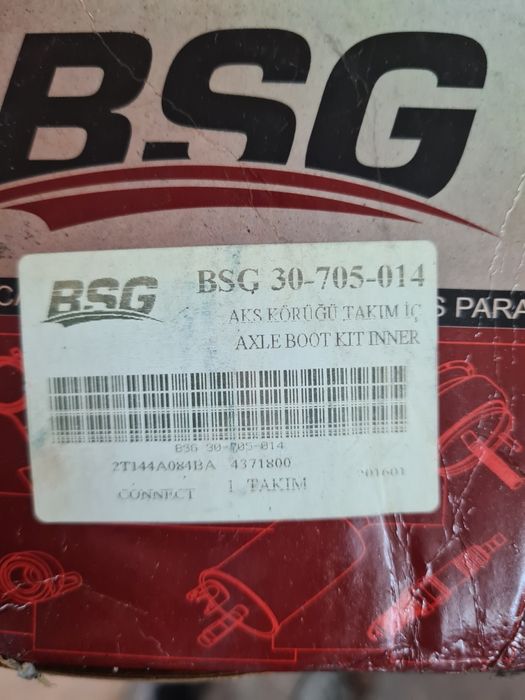 BSG
S PARA
BSG
BSG 30-705-014
AKS KÖRÜĞÜ TAKIM İÇ
AXLE BOOT KIT INNER
BSG 30-705-014
2T144A084BA 4371800
CONNECT 1 TAKIM 201601